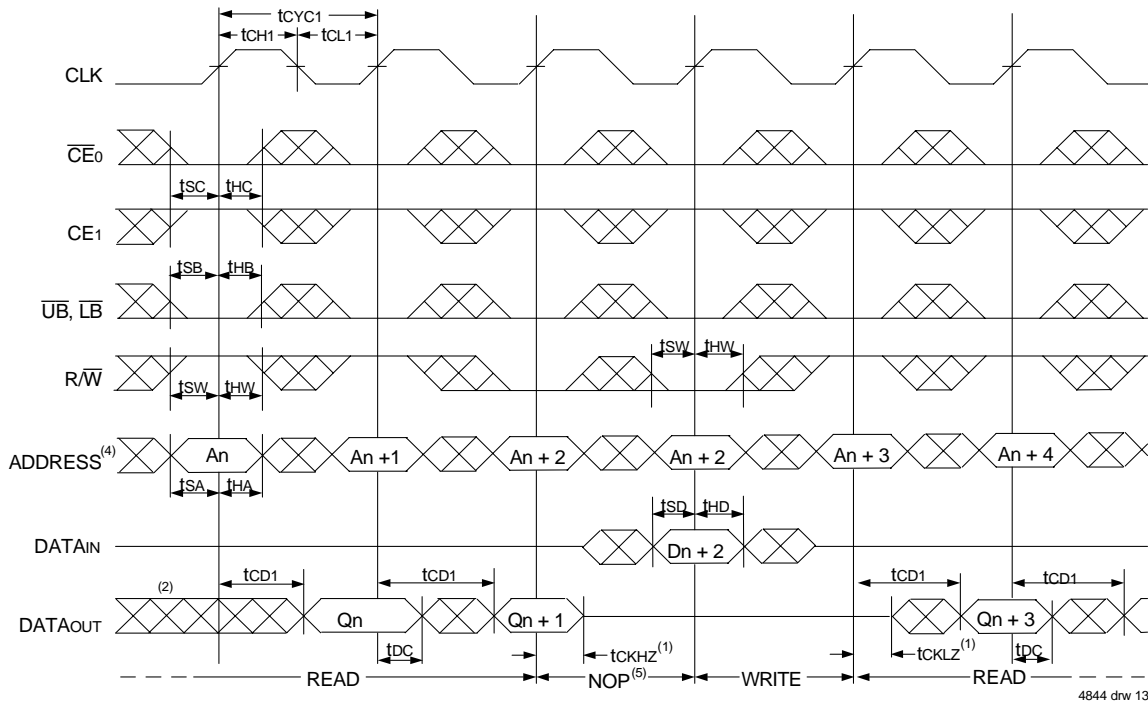 tCYC1
tCH1 tCL1
CLK
CE0
tSC tHC
CE1
tSB tHB
UB, LB
tSW tHW
R/W
tSW tHW
ADDRESS(4) An An +1 An + 2 An + 2 An + 3 An + 4
tSA tHA
tSD tHD
DATAIN Dn + 2
tCD1 tCD1 tCD1 tCD1
(2)
DATAOUT Qn Qn + 1 Qn + 3
tDC tCKHZ(1) tCKLZ(1) tDC
READ NOP(5) WRITE READ
4844 drw 13